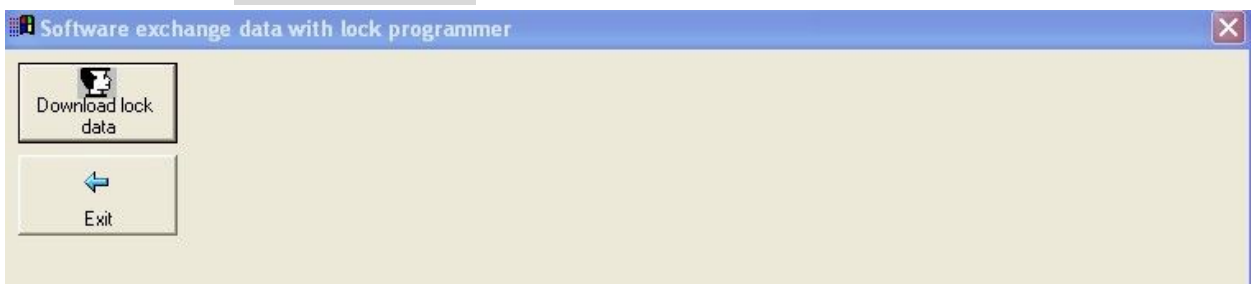 Software exchange data with lock programmer
Download lock
data
Exit